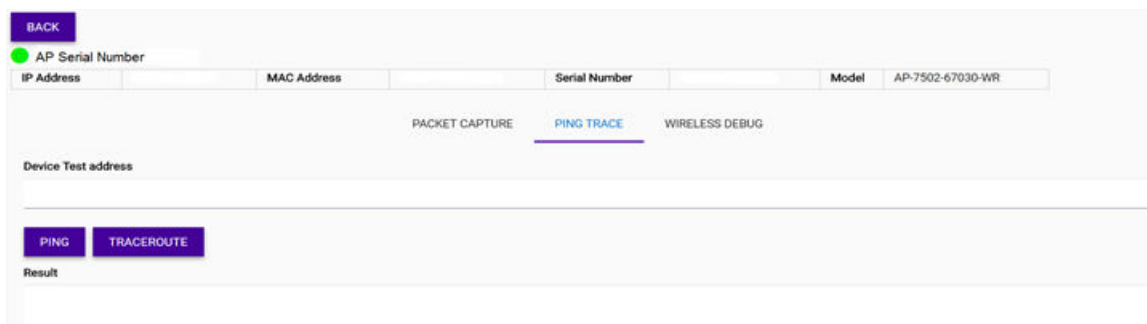 BACK
AP Serial Number
IP Address MAC Address Serial Number Model AP-7502-67030-WR
PACKET CAPTURE PING TRACE WIRELESS DEBUG
Device Test address
PING TRACEROUTE
Result